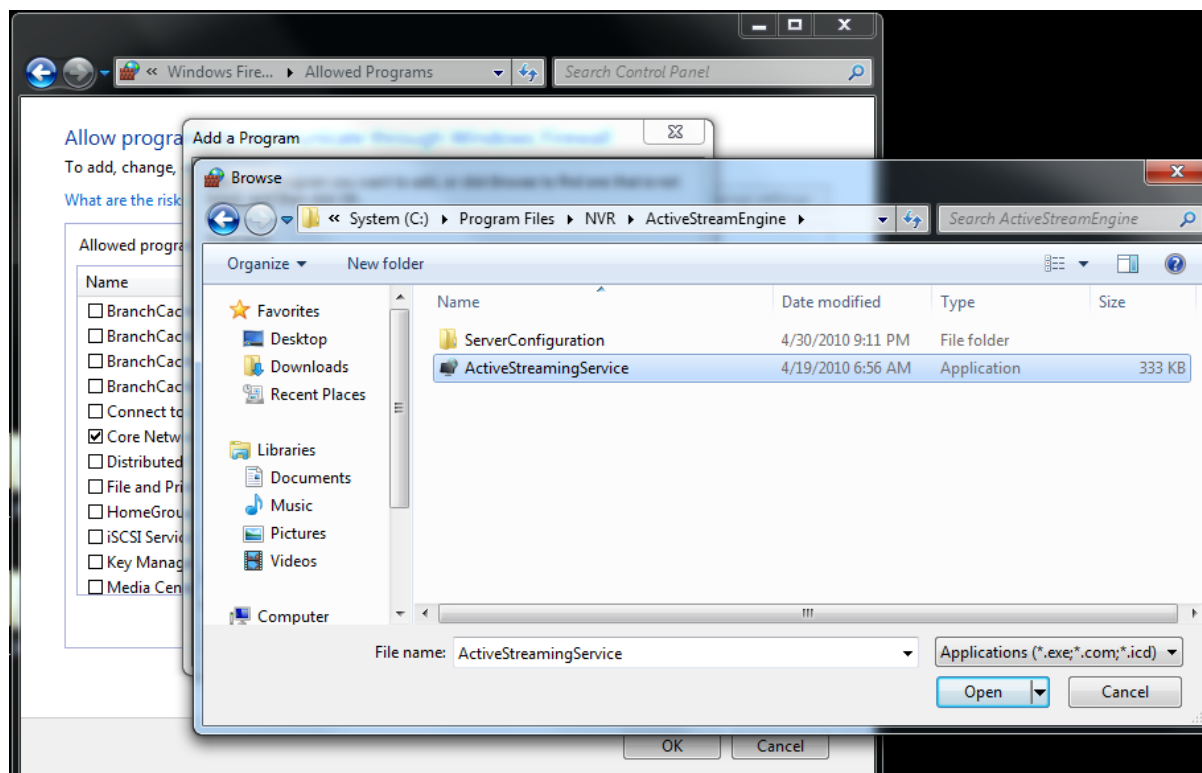 « Windows Fire... ▸ Allowed Programs
Search Control Panel
Allow progra
Add a Program
To add, change,
What are the risk
Allowed progra
Name
BranchCac
BranchCac
BranchCac
BranchCac
Connect to
Core Netw
Distributed
File and Pri
HomeGrou
iSCSI Servic
Key Manag
Media Cen
OK
Cancel
Browse
« System (C:) ▸ Program Files ▸ NVR ▸ ActiveStreamEngine ▸
Search ActiveStreamEngine
Organize
New folder
Favorites
Desktop
Downloads
Recent Places
Libraries
Documents
Music
Pictures
Videos
Computer
Name Date modified Type Size
ServerConfiguration 4/30/2010 9:11 PM File folder
ActiveStreamingService 4/19/2010 6:56 AM Application 333 KB
File name: ActiveStreamingService
Applications (*.exe;*.com;*.icd)
Open
Cancel